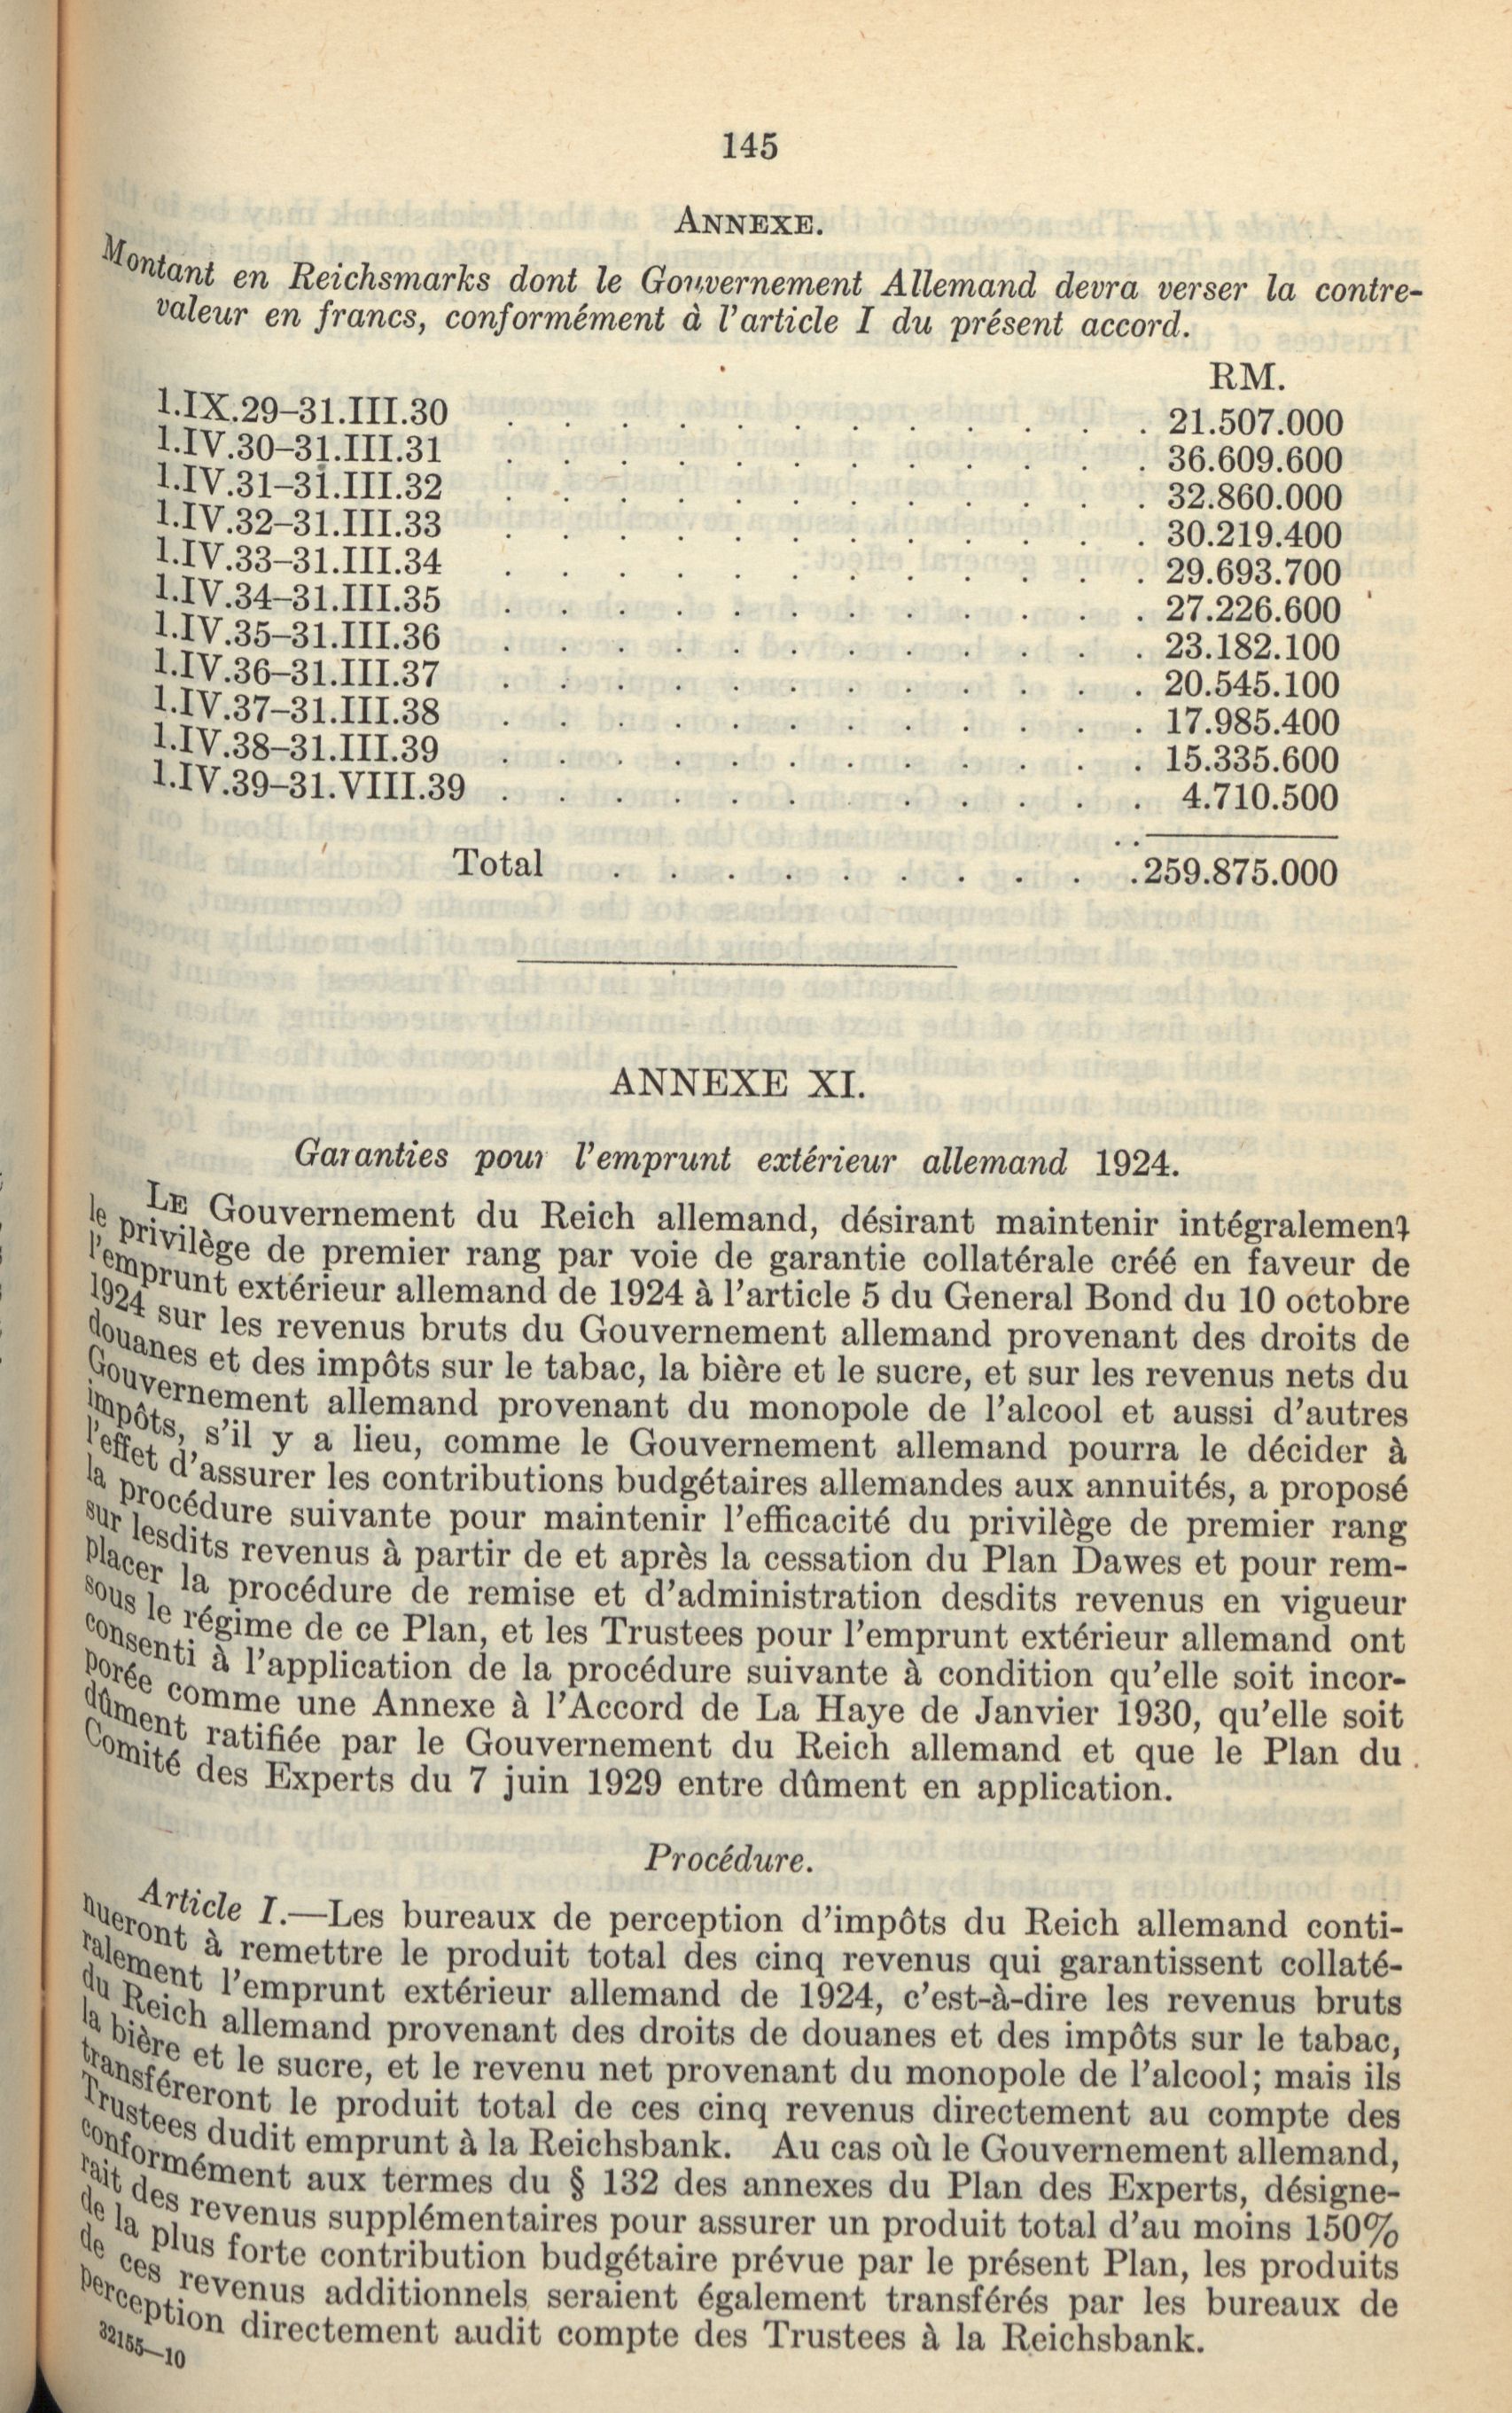 145
ANNEXE.
Montant en Reichsmarks dont le Gouvernement Allemand devra verser la contre-
valeur en francs, conformément à l'article I du présent accord.
RM.
1.IX.29–31.III.30 . . . . . . . . . . . . 21.507.000
1.IV.30–31.III.31 . . . . . . . . . . . . 36.609.600
1.IV.31–31.III.32 . . . . . . . . . . . . 32.860.000
1.IV.32–31.III.33 . . . . . . . . . . . . 30.219.400
1.IV.33–31.III.34 . . . . . . . . . . . . 29.693.700
1.IV.34–31.III.35 . . . . . . . . . . . . 27.226.600
1.IV.35–31.III.36 . . . . . . . . . . . . 23.182.100
1.IV.36–31.III.37 . . . . . . . . . . . . 20.545.100
1.IV.37–31.III.38 . . . . . . . . . . . . 17.985.400
1.IV.38–31.III.39 . . . . . . . . . . . . 15.335.600
1.IV.39–31.VIII.39 . . . . . . . . . . . . 4.710.500
Total . . . . . . . . . . 259.875.000
ANNEXE XI.
Garanties pour l'emprunt extérieur allemand 1924.
LE Gouvernement du Reich allemand, désirant maintenir intégralement
le privilège de premier rang par voie de garantie collatérale créé en faveur de
l'emprunt extérieur allemand de 1924 à l'article 5 du General Bond du 10 octobre
1924 sur les revenus bruts du Gouvernement allemand provenant des droits de
douanes et des impôts sur le tabac, la bière et le sucre, et sur les revenus nets du
Gouvernement allemand provenant du monopole de l'alcool et aussi d'autres
impôts, s'il y a lieu, comme le Gouvernement allemand pourra le décider à
l'effet d'assurer les contributions budgétaires allemandes aux annuités, a proposé
la procédure suivante pour maintenir l'efficacité du privilège de premier rang
sur lesdits revenus à partir de et après la cessation du Plan Dawes et pour rem-
placer la procédure de remise et d'administration desdits revenus en vigueur
sous le régime de ce Plan, et les Trustees pour l'emprunt extérieur allemand ont
consenti à l'application de la procédure suivante à condition qu'elle soit incor-
porée comme une Annexe à l'Accord de La Haye de Janvier 1930, qu'elle soit
dûment ratifiée par le Gouvernement du Reich allemand et que le Plan du
Comité des Experts du 7 juin 1929 entre dûment en application.
Procédure.
Article I.—Les bureaux de perception d'impôts du Reich allemand conti-
nueront à remettre le produit total des cinq revenus qui garantissent collaté-
ralement l'emprunt extérieur allemand de 1924, c'est-à-dire les revenus bruts
du Reich allemand provenant des droits de douanes et des impôts sur le tabac,
la bière et le sucre, et le revenu net provenant du monopole de l'alcool; mais ils
transféreront le produit total de ces cinq revenus directement au compte des
Trustees dudit emprunt à la Reichsbank. Au cas où le Gouvernement allemand,
conformément aux termes du § 132 des annexes du Plan des Experts, désigne-
rait des revenus supplémentaires pour assurer un produit total d'au moins 150%
de la plus forte contribution budgétaire prévue par le présent Plan, les produits
de ces revenus additionnels seraient également transférés par les bureaux de
perception directement audit compte des Trustees à la Reichsbank.
32155—10